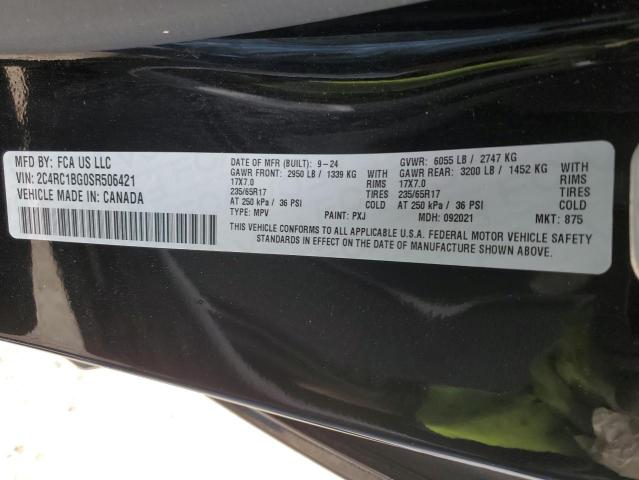 MFD BY: FCA US LLC
VIN: 2C4RC1BG0SR506421
VEHICLE MADE IN: CANADA
DATE OF MFR (BUILT): 9-24
GAWR FRONT: 2950 LB / 1339 KG WITH
17X7.0 RIMS
235/65R17 TIRES
AT 250 kPa / 36 PSI COLD
TYPE: MPV PAINT: PXJ
GVWR: 6055 LB / 2747 KG
GAWR REAR: 3200 LB / 1452 KG WITH
17X7.0 RIMS
235/65R17 TIRES
AT 250 kPa / 36 PSI COLD
MDH: 092021 MKT: 875
THIS VEHICLE CONFORMS TO ALL APPLICABLE U.S.A. FEDERAL MOTOR VEHICLE SAFETY
STANDARDS IN EFFECT ON THE DATE OF MANUFACTURE SHOWN ABOVE.